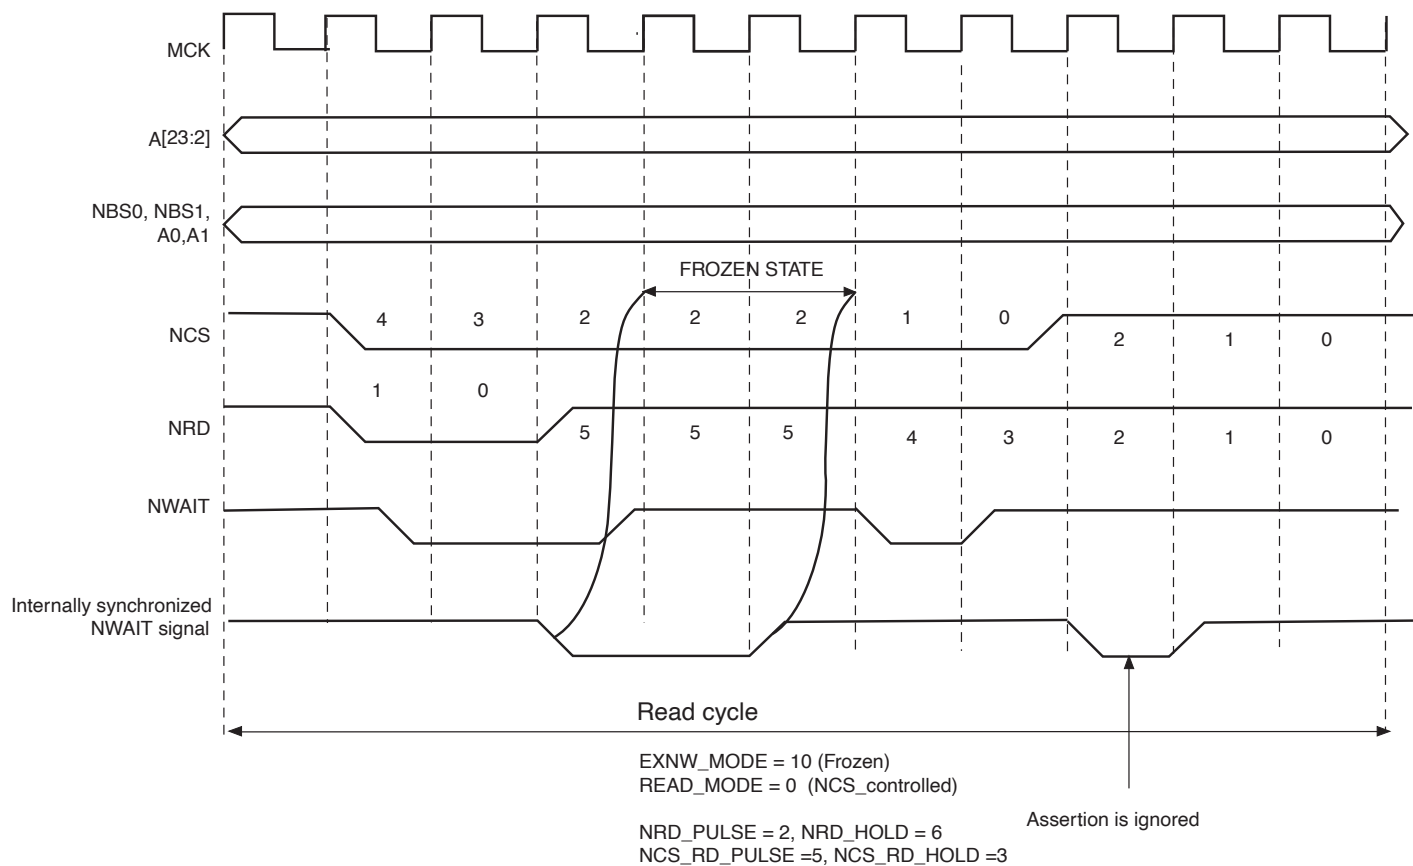 MCK
A[23:2]
NBS0, NBS1,
A0,A1
FROZEN STATE
NCS
4 3 2 2 2 1 0
2 1 0
1 0
NRD
5 5 5 4 3 2 1 0
NWAIT
Internally synchronized
NWAIT signal
Read cycle
EXNW_MODE = 10 (Frozen)
READ_MODE = 0 (NCS_controlled)
Assertion is ignored
NRD_PULSE = 2, NRD_HOLD = 6
NCS_RD_PULSE =5, NCS_RD_HOLD =3